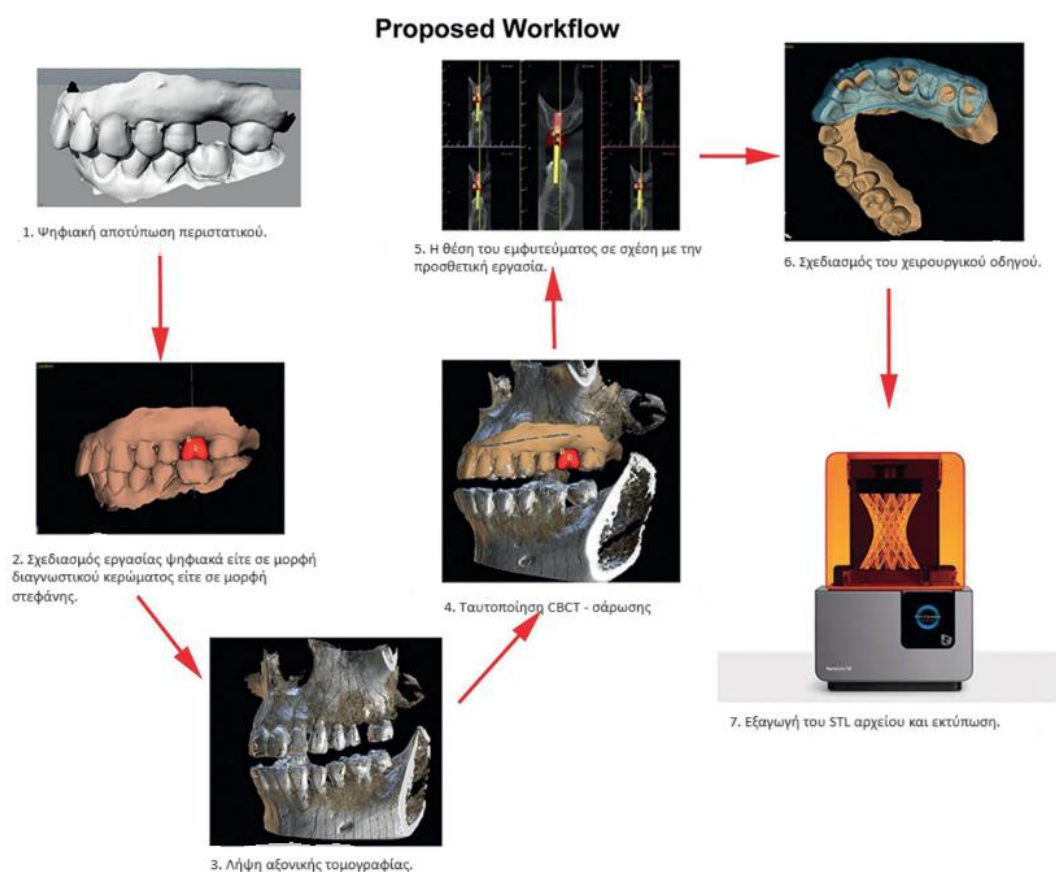 Proposed Workflow
1. Ψηφιακή αποτύπωση περιστατικού.
2. Σχεδιασμός εργασίας ψηφιακά είτε σε μορφή
διαγνωστικού κερώματος είτε σε μορφή
στεφάνης.
3. Λήψη αξονικής τομογραφίας.
4. Ταυτοποίηση CBCT - σάρωσης
5. Η θέση του εμφυτεύματος σε σχέση με την
προσθετική εργασία.
6. Σχεδιασμός του χειρουργικού οδηγού.
7. Εξαγωγή του STL αρχείου και εκτύπωση.